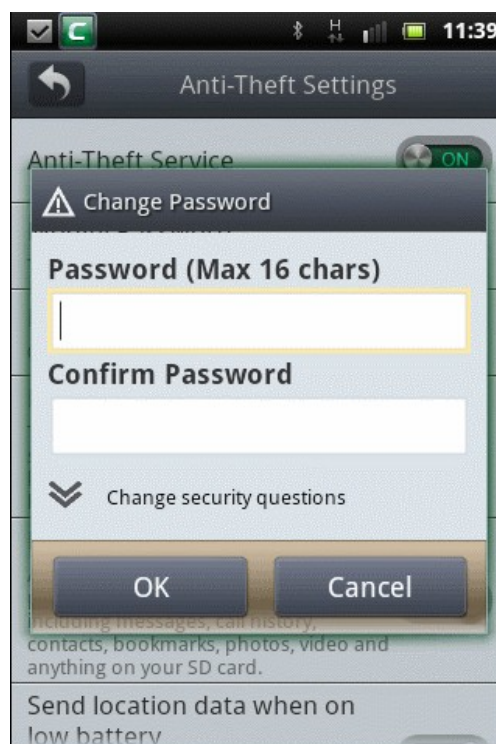 H
11:39
Anti-Theft Settings
Anti-Theft Service
ON
Change Password
Password (Max 16 chars)
Confirm Password
Change security questions
OK
Cancel
including messages, call history,
contacts, bookmarks, photos, video and
anything on your SD card.
Send location data when on
low battery